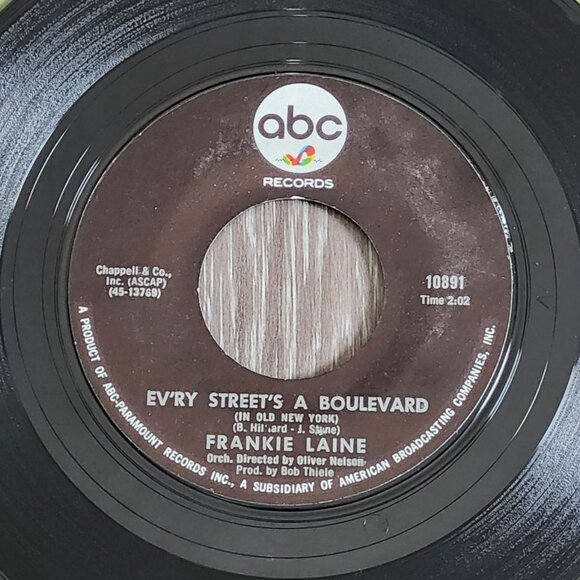 abc
RECORDS
Chappell & Co.,
Inc. (ASCAP)
(45-13769)
10891
Time 2:02
EV'RY STREET'S A BOULEVARD
(IN OLD NEW YORK)
(B. - J. Styne)
FRANKIE LAINE
Orch. Directed by Oliver Nelson
Prod. by Bob Thiele
A PRODUCT OF ABC-PARAMOUNT RECORDS INC., A SUBSIDIARY OF AMERICAN BROADCASTING COMPANIES, INC.